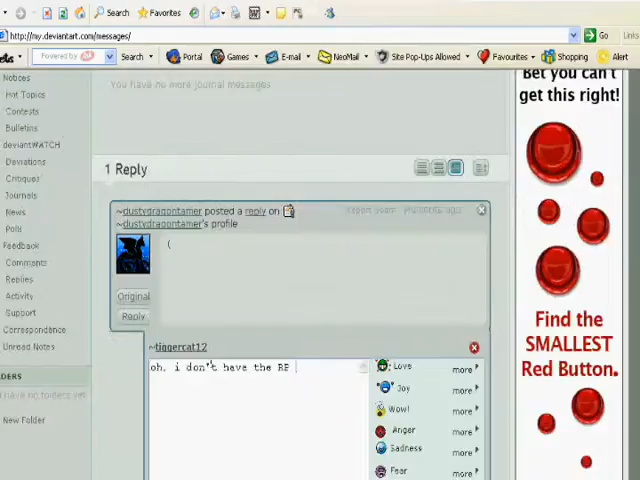 Search
Favorites
http://my.deviantart.com/messages/
Go
Links
Search
Portal
Games
E-mail
NeoMail
Site Pop-Ups Allowed
Favourites
Shopping
Alert
Notices
Hot Topics
Contests
Bulletins
deviantWATCH
Deviations
Critiques
Journals
News
Polls
Feedback
Comments
Replies
Activity
Support
Correspondence
Unread Notes
DERS
New Folder
You have no more journal messages
1 Reply
~dustydragontamer posted a reply on
~dustydragontamer's profile
(
Original
Reply
~tiggercat12
oh, i don't have the RP
Love more
Joy more
Wow! more
Anger more
Sadness more
Fear more
Bet you can't
get this right!
Find the
SMALLEST
Red Button.